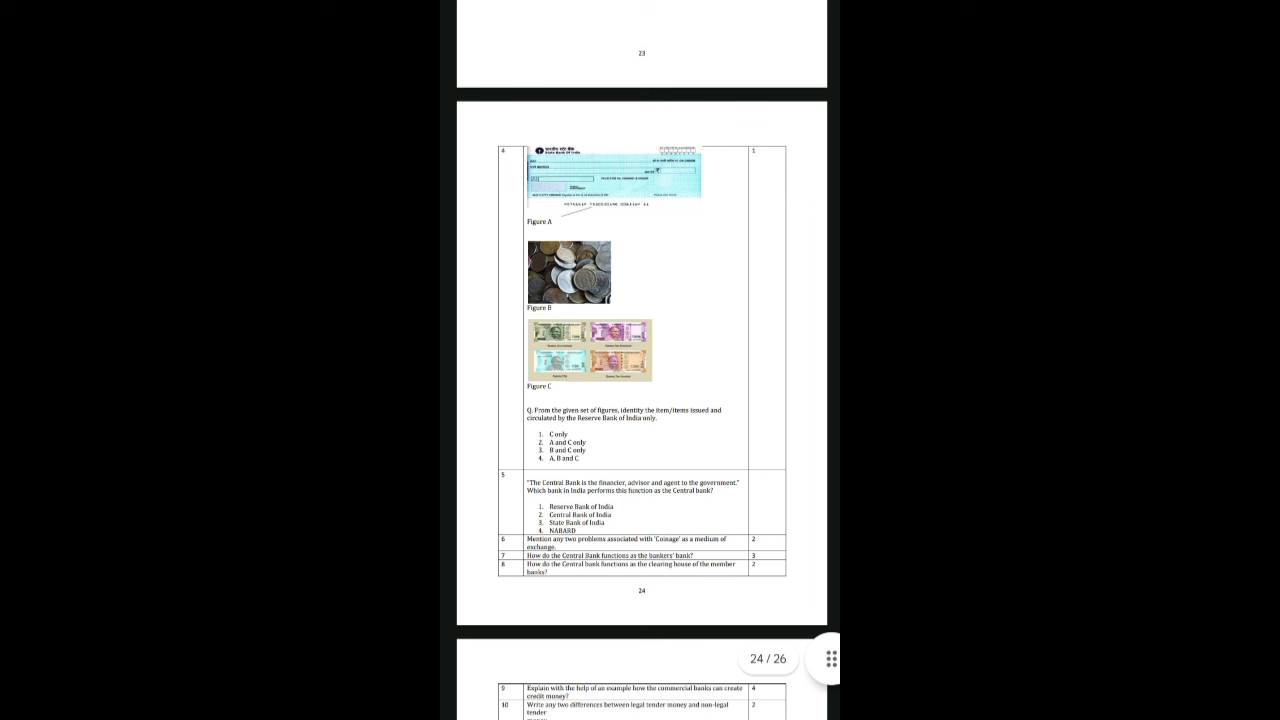 23
4
1
भारतीय स्टेट बैंक
State Bank Of India
Figure A
Figure B
Figure C
Q. From the given set of figures, identity the item/items issued and
circulated by the Reserve Bank of India only.
1. C only
2. A and C only
3. B and C only
4. A, B and C
5
"The Central Bank is the financier, advisor and agent to the government."
Which bank in India performs this function as the Central bank?
1. Reserve Bank of India
2. Central Bank of India
3. State Bank of India
4. NABARD
6 Mention any two problems associated with 'Coinage' as a medium of 2
exchange.
7 How do the Central Bank functions as the bankers' bank? 3
8 How do the Central bank functions as the clearing house of the member 2
banks?
24
24 / 26
9 Explain with the help of an example how the commercial banks can create 4
credit money?
10 Write any two differences between legal tender money and non-legal 2
tender